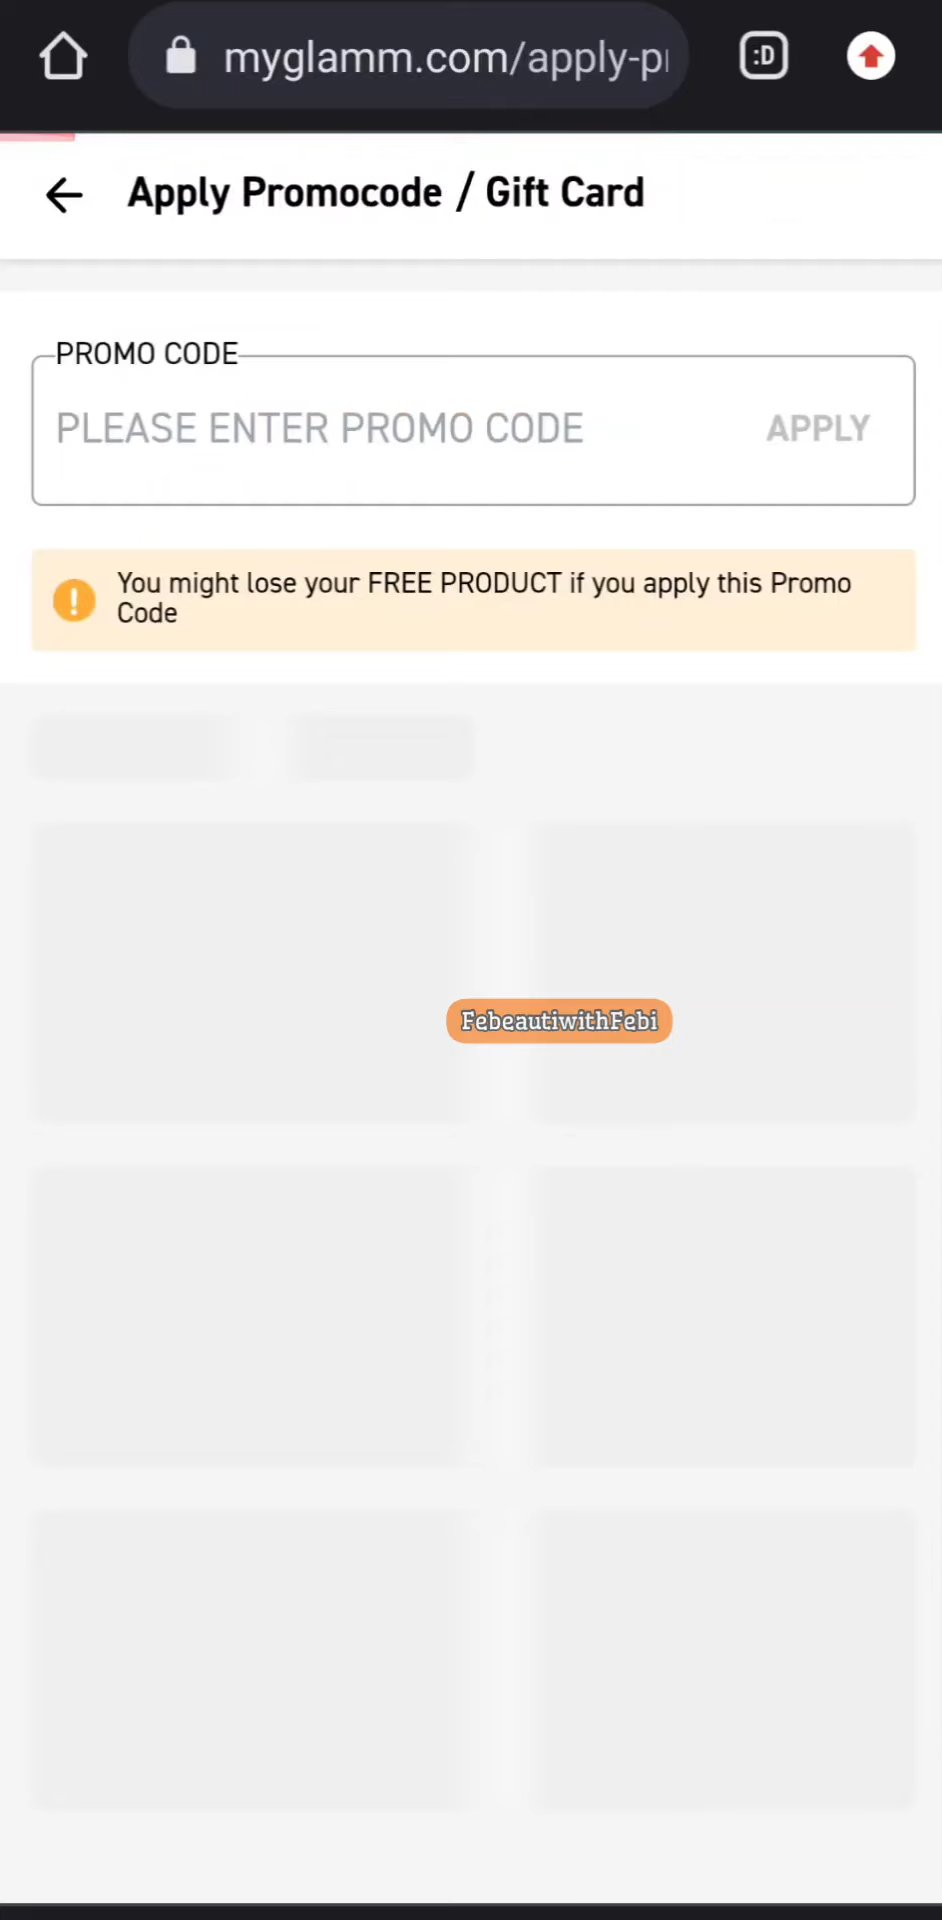 myglamm.com/apply-p
:D
Apply Promocode / Gift Card
PROMO CODE
PLEASE ENTER PROMO CODE
APPLY
You might lose your FREE PRODUCT if you apply this Promo
Code
FebeautiwithFebi